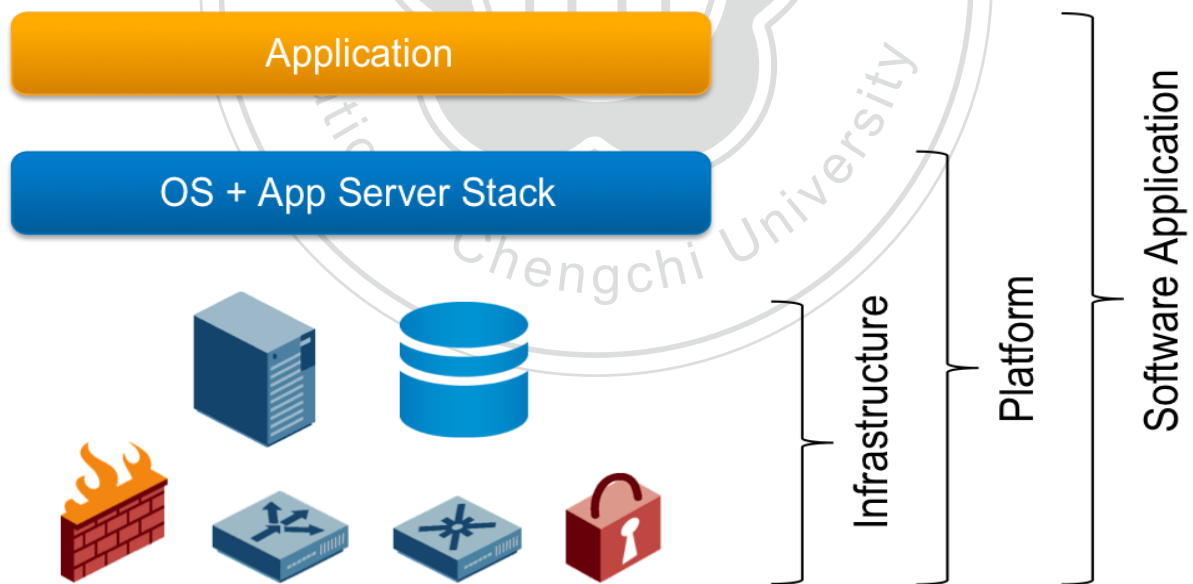 Application
OS + App Server Stack
Chengchi University
Infrastructure
Platform
Software Application